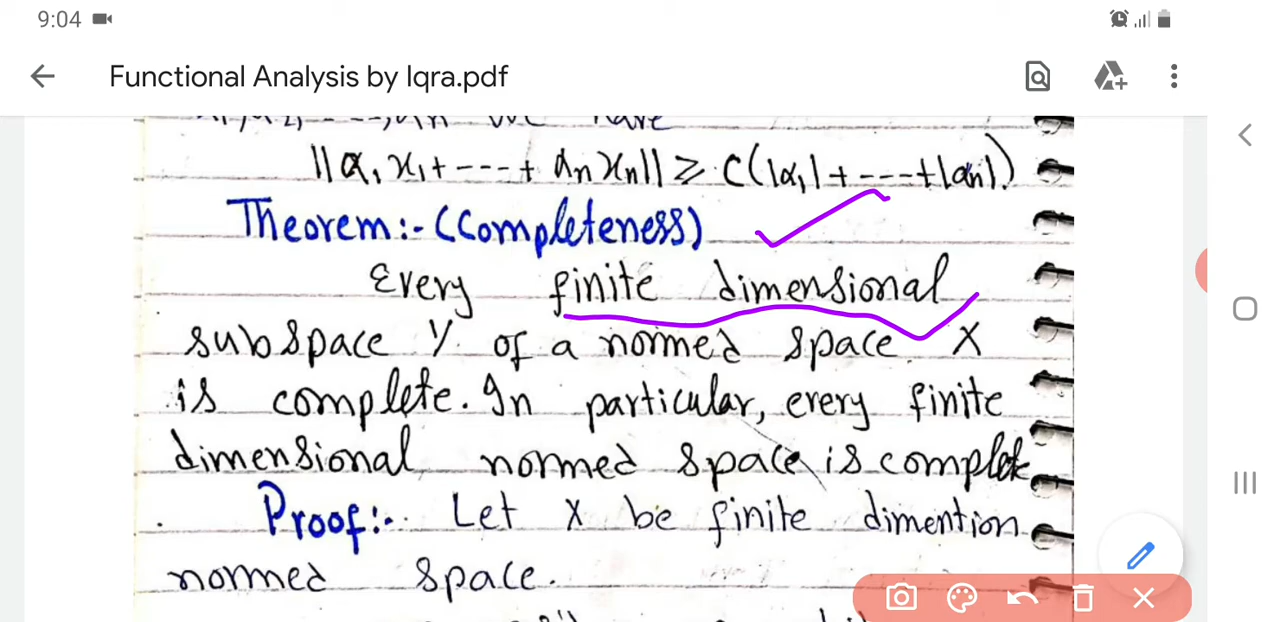 9:04
Functional Analysis by Iqra.pdf
||α₁x₁+---+αnxn|| ≥ C(|α₁|+---+|αn|)
Theorem:- (Completeness)
Every finite dimensional
subspace Y of a normed space X
is complete. In particular, every finite
dimensional normed space is complete
Proof:- Let X be finite dimention
normed space.